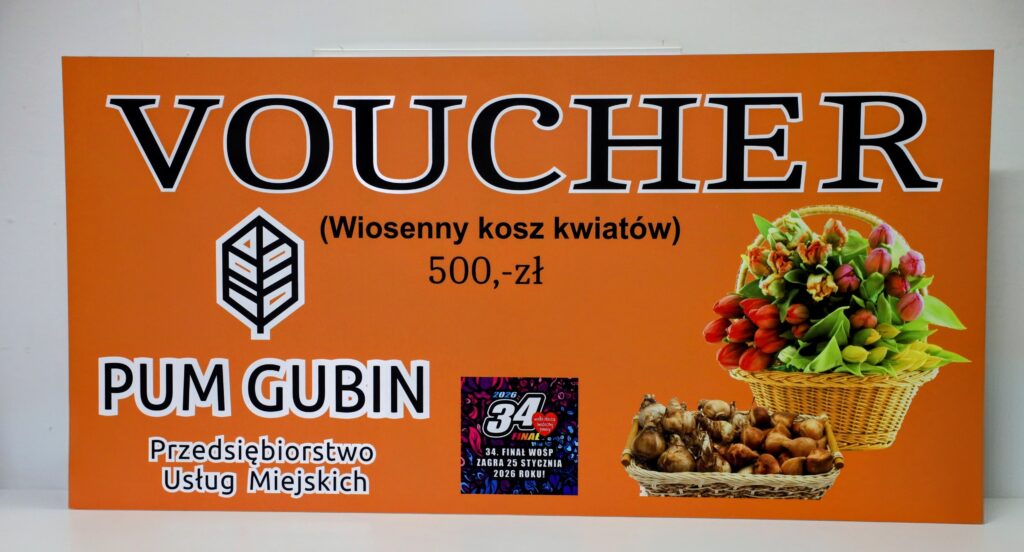 VOUCHER
(Wiosenny kosz kwiatów)
500,-zł
PUM GUBIN
Przedsiębiorstwo
Usług Miejskich
2026
34
FINAŁ
34. FINAŁ WOŚP
ZAGRA 25 STYCZNIA
2026 ROKU!